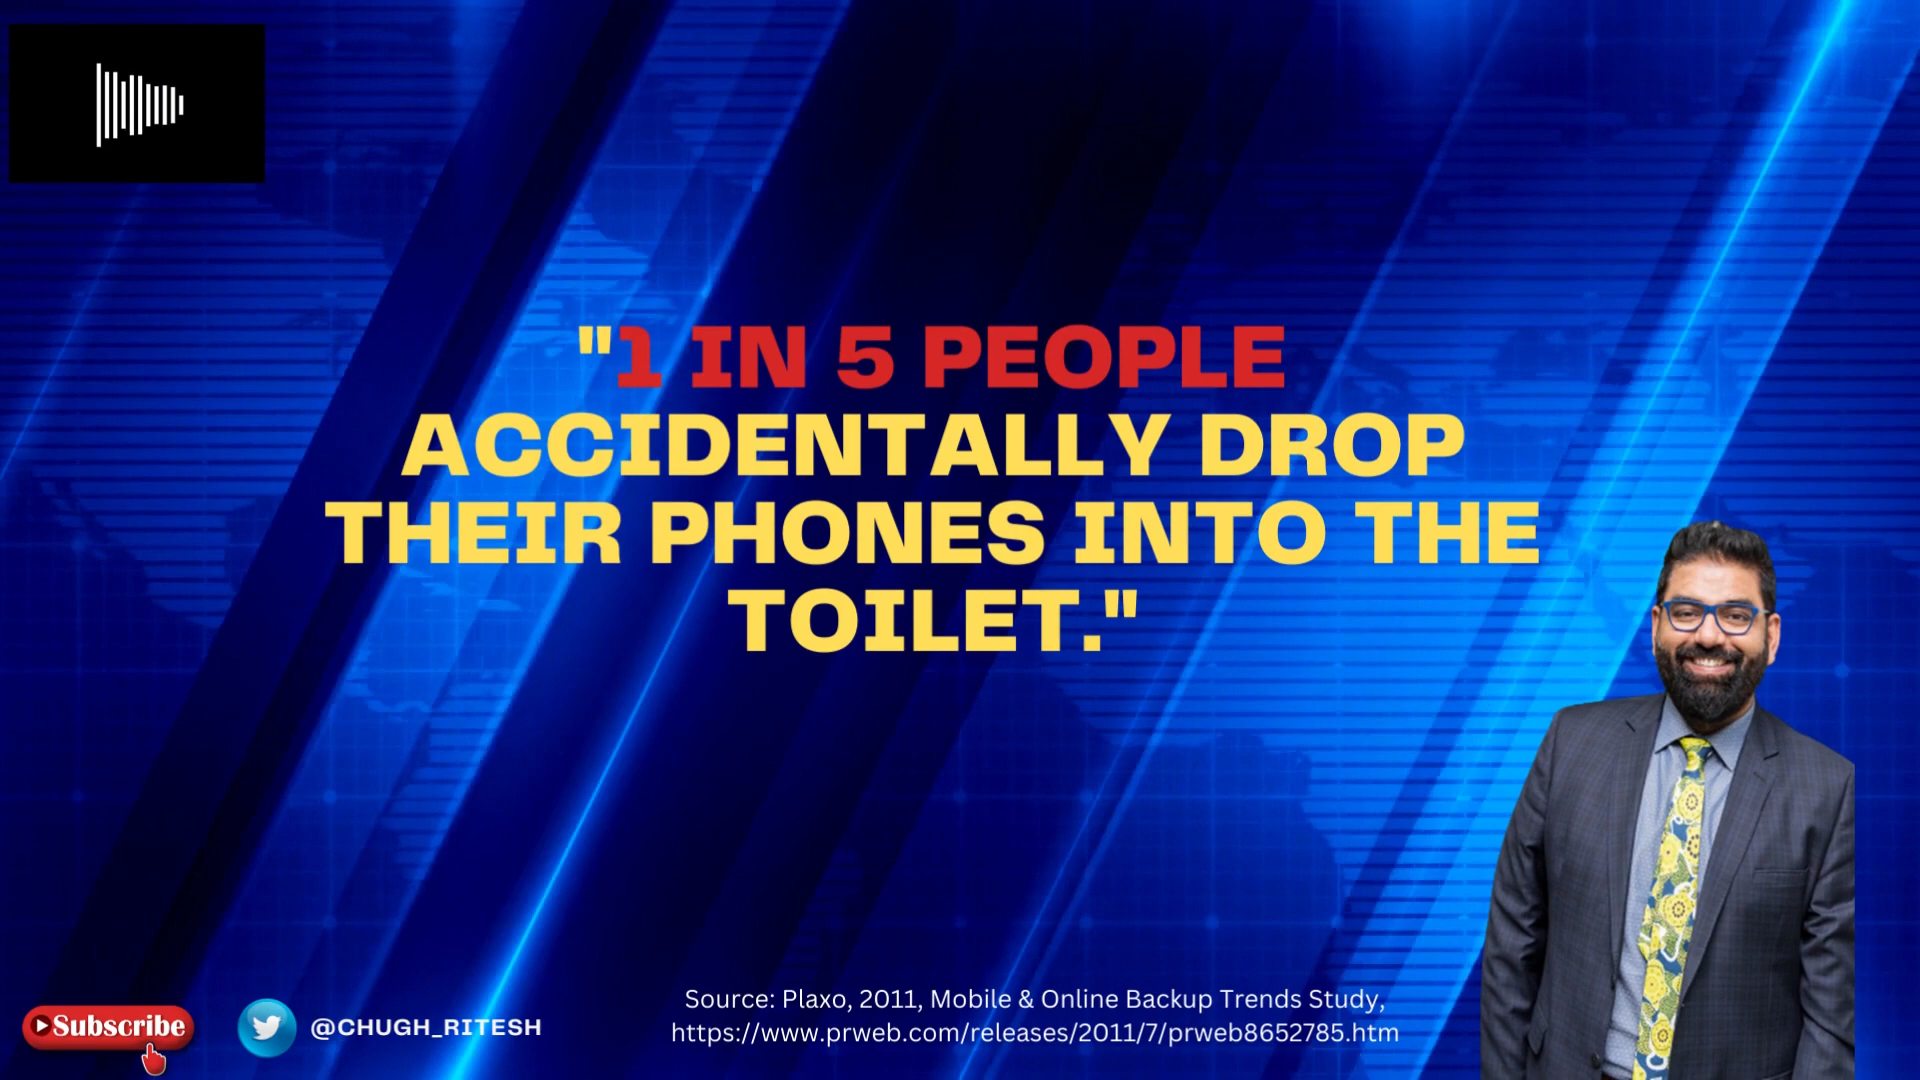 "1 IN 5 PEOPLE
ACCIDENTALLY DROP
THEIR PHONES INTO THE
TOILET."
Source: Plaxo, 2011, Mobile & Online Backup Trends Study,
https://www.prweb.com/releases/2011/7/prweb8652785.htm
Subscribe
@CHUGH_RITESH